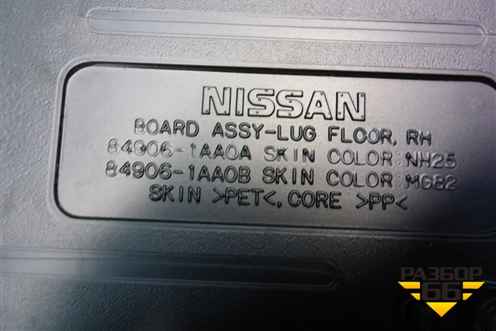 NISSAN
BOARD ASSY-LUG FLOOR, RH
84906-1AA0A SKIN COLOR:NH25
84906-1AA0B SKIN COLOR:MG82
SKIN >PET<, CORE >PP<
РАЗБОР
66